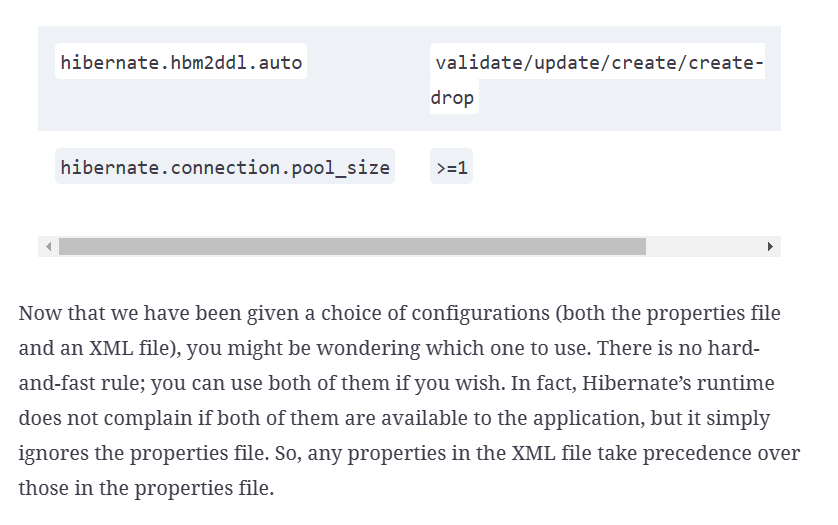 hibernate.hbm2ddl.auto validate/update/create/create-
drop
hibernate.connection.pool_size >=1
Now that we have been given a choice of configurations (both the properties file
and an XML file), you might be wondering which one to use. There is no hard-
and-fast rule; you can use both of them if you wish. In fact, Hibernate’s runtime
does not complain if both of them are available to the application, but it simply
ignores the properties file. So, any properties in the XML file take precedence over
those in the properties file.